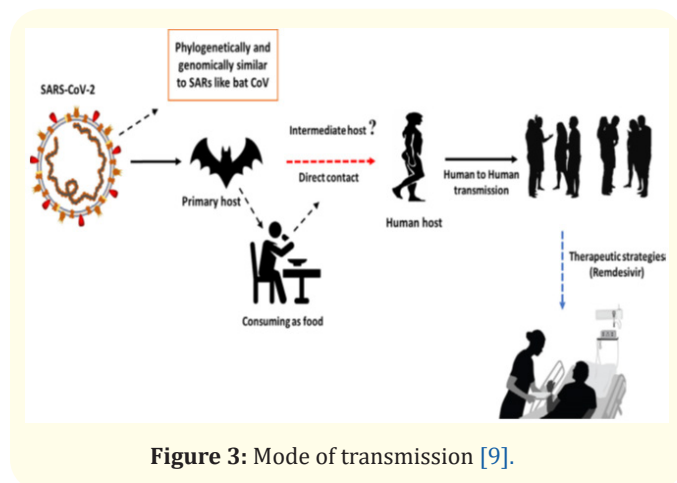 Phylogenetically and
genomically similar
to SARs like bat CoV
SARS-CoV-2
Intermediate host ?
Direct contact
Primary host
Human host
Human to Human
transmission
Consuming as food
Therapeutic strategies
(Remdesivir)
Figure 3: Mode of transmission [9].